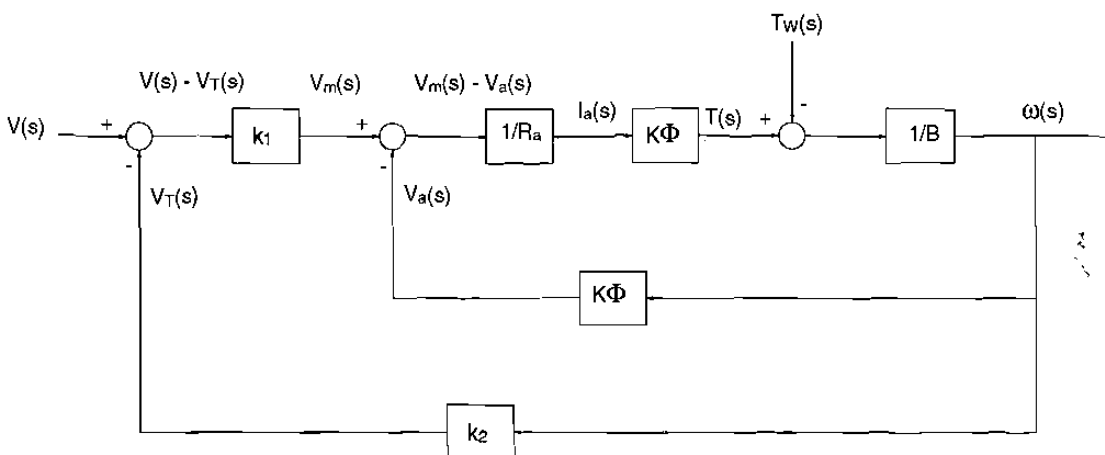 Tw(s)
V(s) - VT(s)
Vm(s)
Vm(s) - Va(s)
Ia(s)
T(s)
ω(s)
V(s)
+
k1
+
1/Ra
KΦ
+
-
1/B
-
VT(s)
-
Va(s)
KΦ
k2